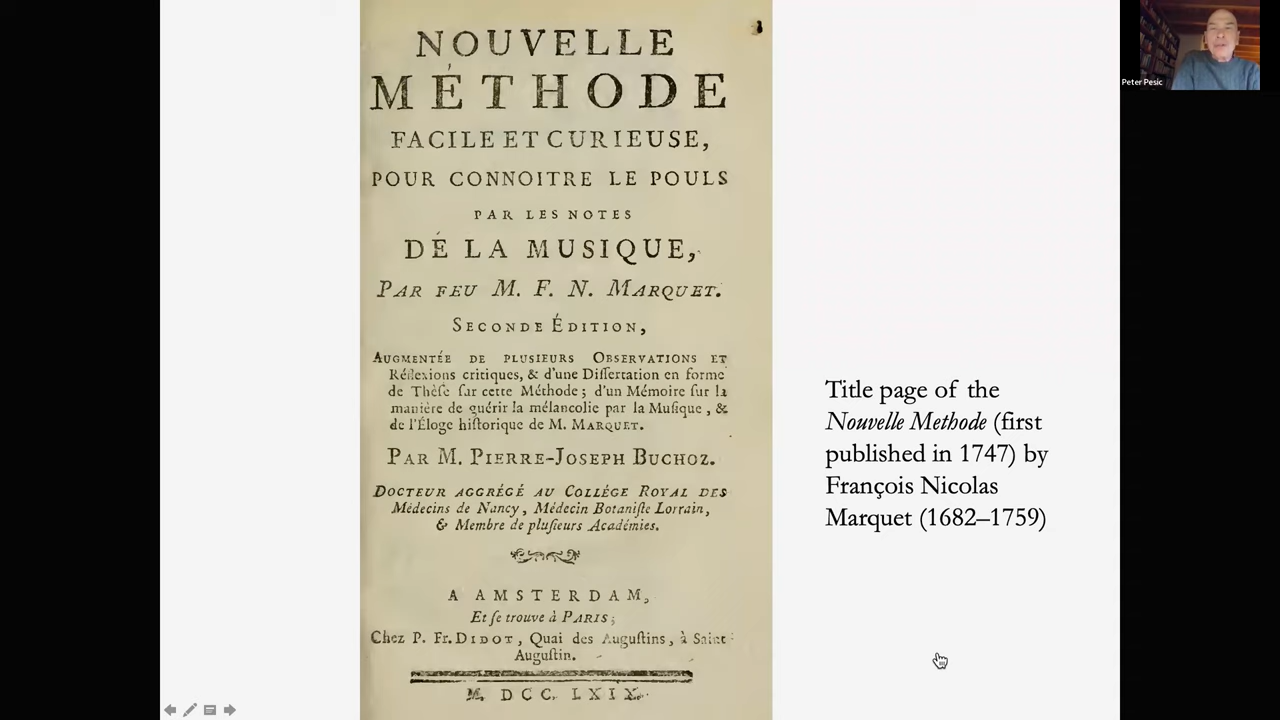 NOUVELLE
MÉTHODE
FACILE ET CURIEUSE,
POUR CONNOITRE LE POULS
PAR LES NOTES
DÉ LA MUSIQUE,
PAR FEU M. F. N. MARQUET.
SECONDE ÉDITION,
AUGMENTÉE DE PLUSIEURS OBSERVATIONS ET
Réflexions critiques, & d'une Diſſertation en forme
de Thèſe ſur cette Méthode ; d'un Mémoire ſur la
manière de guérir la mélancolie par la Muſique, &
de l'Éloge hiſtorique de M. MARQUET.
PAR M. PIERRE-JOSEPH BUCHOZ.
DOCTEUR AGGRÉGÉ AU COLLÉGE ROYAL DES
Médecins de Nancy, Médecin Botaniſte Lorrain,
& Membre de pluſieurs Académies.
A AMSTERDAM,
Et ſe trouve à PARIS;
Chez P. Fr. DIDOT, Quai des Auguſtins, à Saint
Auguſtin.
M. DCC. LXIX.
Title page of the
Nouvelle Methode (first
published in 1747) by
François Nicolas
Marquet (1682–1759)
Peter Pesic